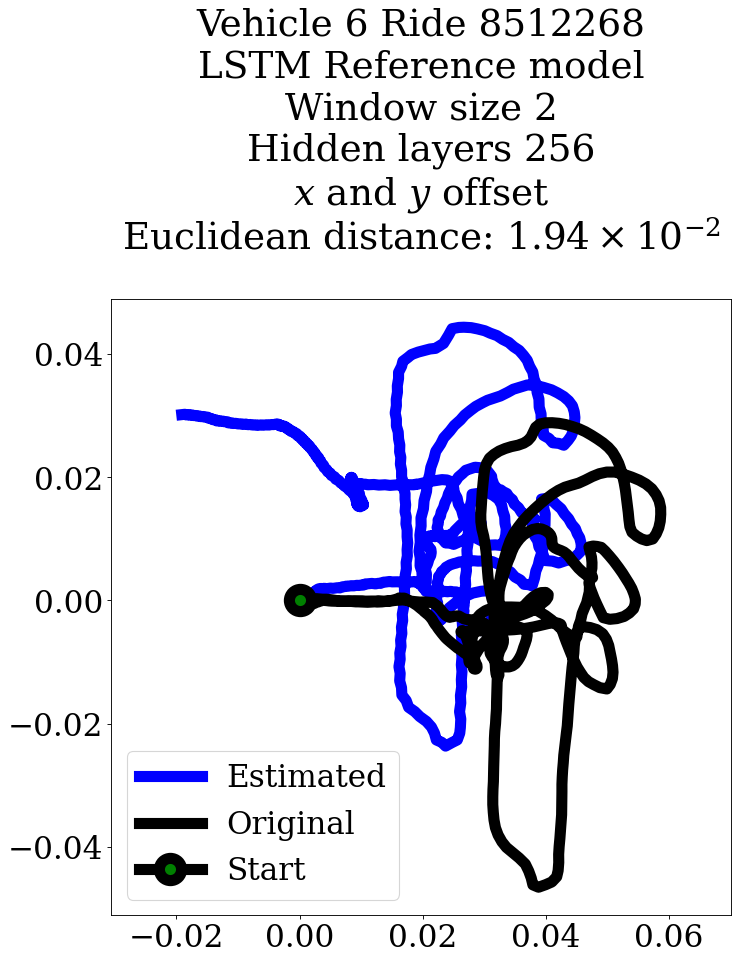 Vehicle 6 Ride 8512268
LSTM Reference model
Window size 2
Hidden layers 256
x and y offset
Euclidean distance: 1.94 × 10⁻²
0.04
0.02
0.00
−0.02
−0.04
Estimated
Original
Start
−0.02 0.00 0.02 0.04 0.06